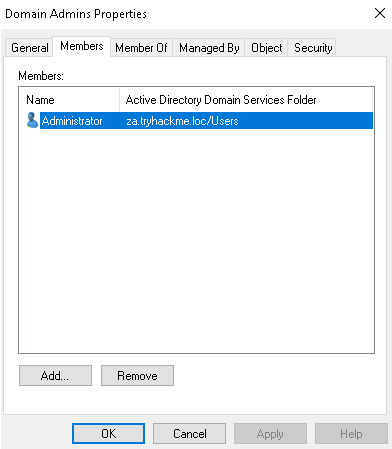 Domain Admins Properties
General Members Member Of Managed By Object Security
Members:
Name Active Directory Domain Services Folder
Administrator za.tryhackme.loc/Users
Add... Remove
OK Cancel Apply Help